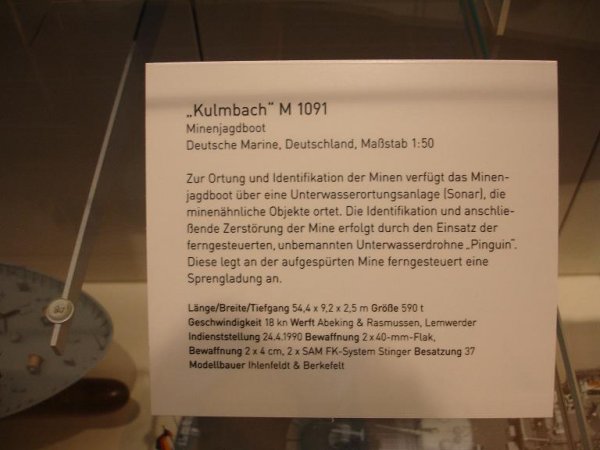 „Kulmbach“ M 1091
Minenjagdboot
Deutsche Marine, Deutschland, Maßstab 1:50
Zur Ortung und Identifikation der Minen verfügt das Minen-
jagdboot über eine Unterwasserortungsanlage (Sonar), die
minenähnliche Objekte ortet. Die Identifikation und anschlie-
ßende Zerstörung der Mine erfolgt durch den Einsatz der
ferngesteuerten, unbemannten Unterwasserdrohne „Pinguin“.
Diese legt an der aufgespürten Mine ferngesteuert eine
Sprengladung an.
Länge/Breite/Tiefgang 54,4 x 9,2 x 2,5 m Größe 590 t
Geschwindigkeit 18 kn Werft Abeking & Rasmussen, Lemwerder
Indienststellung 24.4.1990 Bewaffnung 2 x 40-mm-Flak,
Bewaffnung 2 x 4 cm, 2 x SAM FK-System Stinger Besatzung 37
Modellbauer Ihlenfeldt & Berkefelt